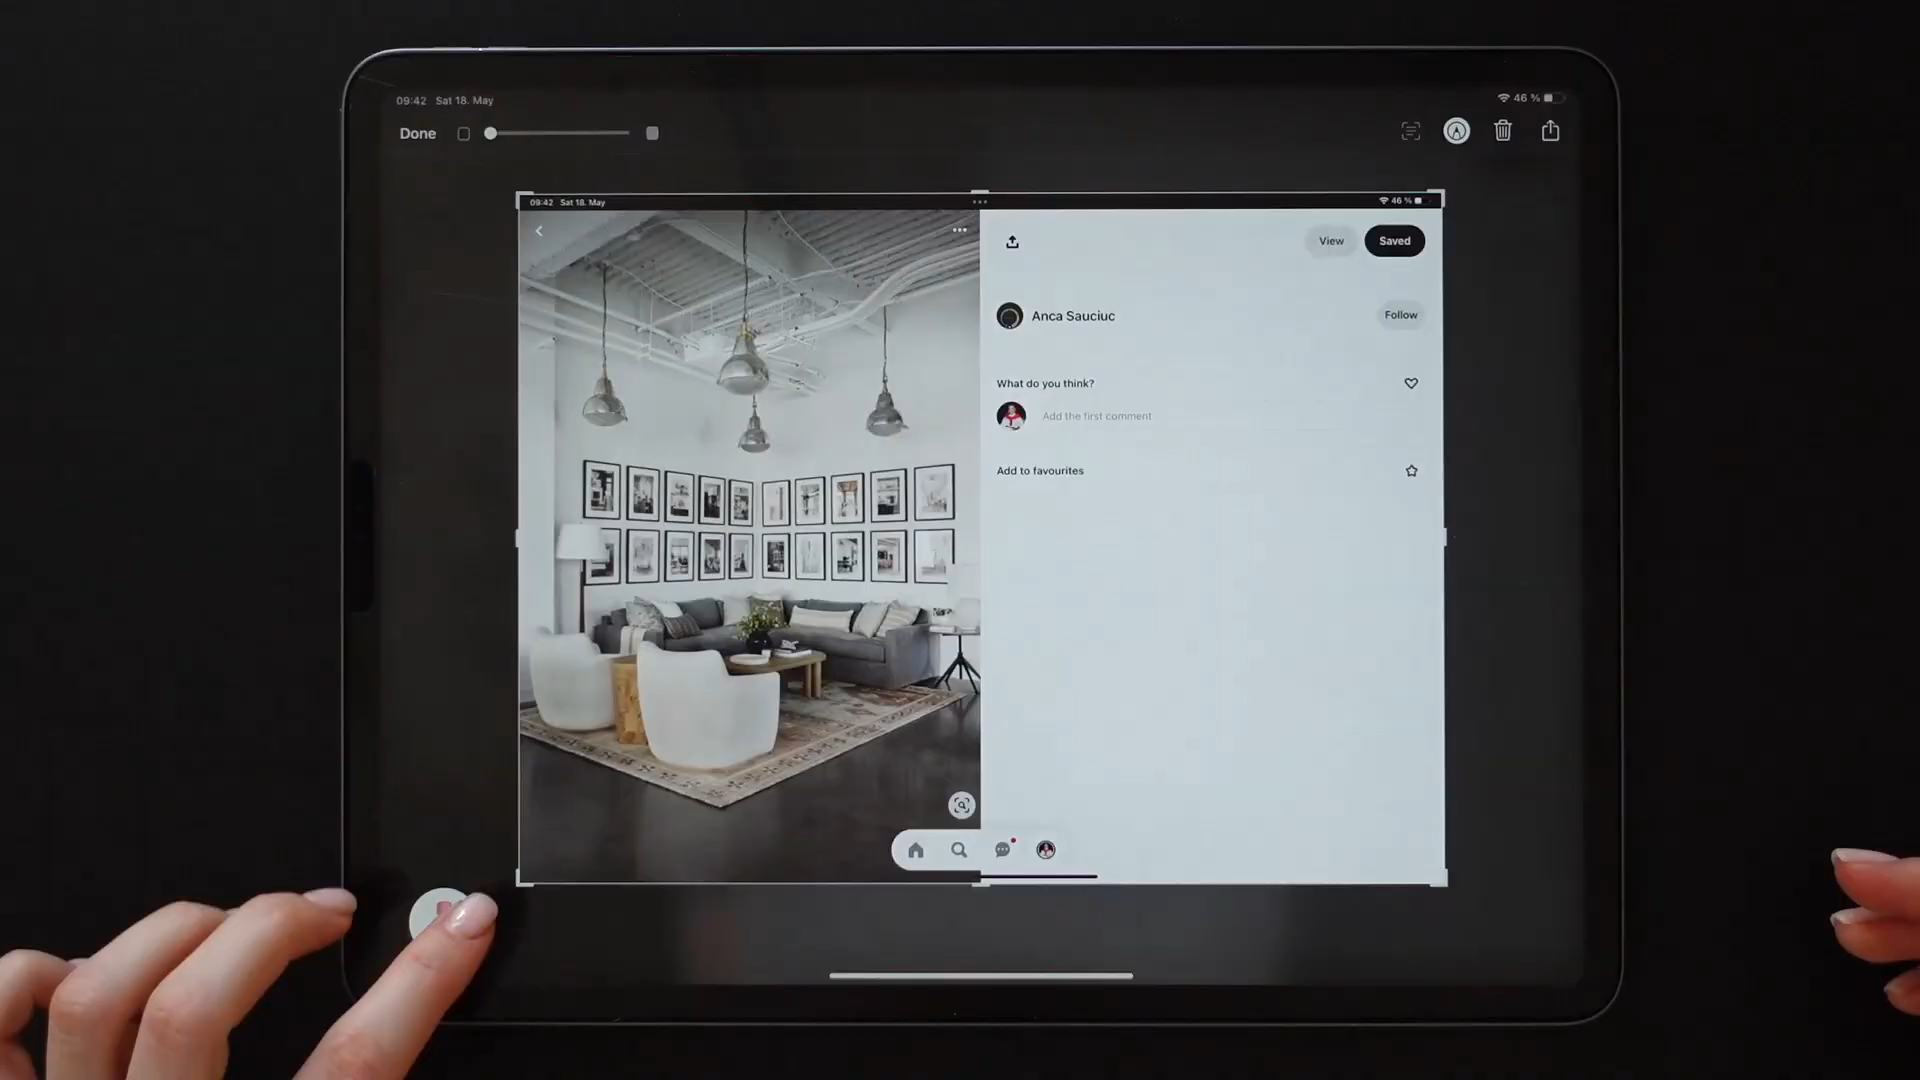 09:42 Sat 18. May
46 %
Done
09:42 Sat 18. May
46 %
View
Saved
Anca Sauciuc
Follow
What do you think?
Add the first comment
Add to favourites